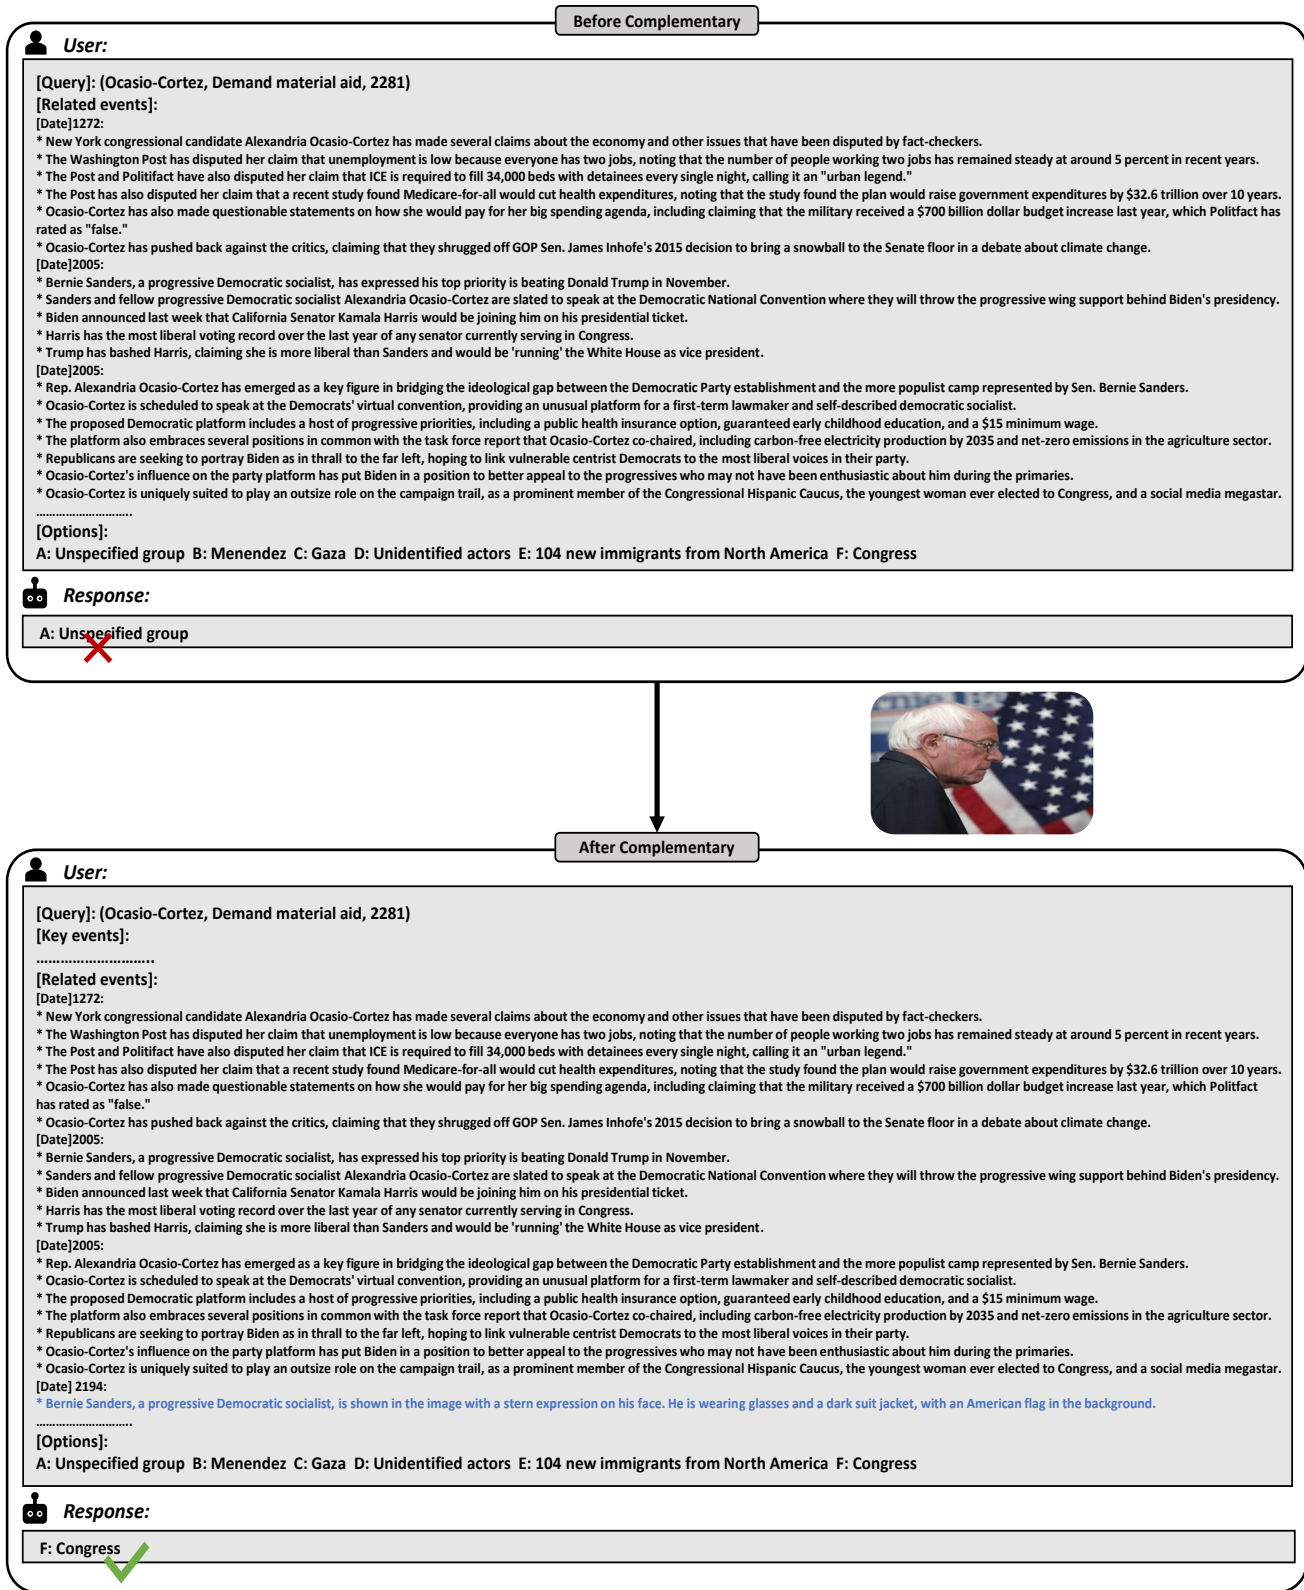 Before Complementary
User:
[Query]: (Ocasio-Cortez, Demand material aid, 2281)
[Related events]:
[Date]1272:
* New York congressional candidate Alexandria Ocasio-Cortez has made several claims about the economy and other issues that have been disputed by fact-checkers.
* The Washington Post has disputed her claim that unemployment is low because everyone has two jobs, noting that the number of people working two jobs has remained steady at around 5 percent in recent years.
* The Post and Politifact have also disputed her claim that ICE is required to fill 34,000 beds with detainees every single night, calling it an "urban legend."
* The Post has also disputed her claim that a recent study found Medicare-for-all would cut health expenditures, noting that the study found the plan would raise government expenditures by $32.6 trillion over 10 years.
* Ocasio-Cortez has also made questionable statements on how she would pay for her big spending agenda, including claiming that the military received a $700 billion dollar budget increase last year, which Politfact has
rated as "false."
* Ocasio-Cortez has pushed back against the critics, claiming that they shrugged off GOP Sen. James Inhofe's 2015 decision to bring a snowball to the Senate floor in a debate about climate change.
[Date]2005:
* Bernie Sanders, a progressive Democratic socialist, has expressed his top priority is beating Donald Trump in November.
* Sanders and fellow progressive Democratic socialist Alexandria Ocasio-Cortez are slated to speak at the Democratic National Convention where they will throw the progressive wing support behind Biden's presidency.
* Biden announced last week that California Senator Kamala Harris would be joining him on his presidential ticket.
* Harris has the most liberal voting record over the last year of any senator currently serving in Congress.
* Trump has bashed Harris, claiming she is more liberal than Sanders and would be 'running' the White House as vice president.
[Date]2005:
* Rep. Alexandria Ocasio-Cortez has emerged as a key figure in bridging the ideological gap between the Democratic Party establishment and the more populist camp represented by Sen. Bernie Sanders.
* Ocasio-Cortez is scheduled to speak at the Democrats' virtual convention, providing an unusual platform for a first-term lawmaker and self-described democratic socialist.
* The proposed Democratic platform includes a host of progressive priorities, including a public health insurance option, guaranteed early childhood education, and a $15 minimum wage.
* The platform also embraces several positions in common with the task force report that Ocasio-Cortez co-chaired, including carbon-free electricity production by 2035 and net-zero emissions in the agriculture sector.
* Republicans are seeking to portray Biden as in thrall to the far left, hoping to link vulnerable centrist Democrats to the most liberal voices in their party.
* Ocasio-Cortez's influence on the party platform has put Biden in a position to better appeal to the progressives who may not have been enthusiastic about him during the primaries.
* Ocasio-Cortez is uniquely suited to play an outsize role on the campaign trail, as a prominent member of the Congressional Hispanic Caucus, the youngest woman ever elected to Congress, and a social media megastar.
...........................
[Options]:
A: Unspecified group B: Menendez C: Gaza D: Unidentified actors E: 104 new immigrants from North America F: Congress
Response:
A: Unspecified group
After Complementary
User:
[Query]: (Ocasio-Cortez, Demand material aid, 2281)
[Key events]:
...........................
[Related events]:
[Date]1272:
* New York congressional candidate Alexandria Ocasio-Cortez has made several claims about the economy and other issues that have been disputed by fact-checkers.
* The Washington Post has disputed her claim that unemployment is low because everyone has two jobs, noting that the number of people working two jobs has remained steady at around 5 percent in recent years.
* The Post and Politifact have also disputed her claim that ICE is required to fill 34,000 beds with detainees every single night, calling it an "urban legend."
* The Post has also disputed her claim that a recent study found Medicare-for-all would cut health expenditures, noting that the study found the plan would raise government expenditures by $32.6 trillion over 10 years.
* Ocasio-Cortez has also made questionable statements on how she would pay for her big spending agenda, including claiming that the military received a $700 billion dollar budget increase last year, which Politfact
has rated as "false."
* Ocasio-Cortez has pushed back against the critics, claiming that they shrugged off GOP Sen. James Inhofe's 2015 decision to bring a snowball to the Senate floor in a debate about climate change.
[Date]2005:
* Bernie Sanders, a progressive Democratic socialist, has expressed his top priority is beating Donald Trump in November.
* Sanders and fellow progressive Democratic socialist Alexandria Ocasio-Cortez are slated to speak at the Democratic National Convention where they will throw the progressive wing support behind Biden's presidency.
* Biden announced last week that California Senator Kamala Harris would be joining him on his presidential ticket.
* Harris has the most liberal voting record over the last year of any senator currently serving in Congress.
* Trump has bashed Harris, claiming she is more liberal than Sanders and would be 'running' the White House as vice president.
[Date]2005:
* Rep. Alexandria Ocasio-Cortez has emerged as a key figure in bridging the ideological gap between the Democratic Party establishment and the more populist camp represented by Sen. Bernie Sanders.
* Ocasio-Cortez is scheduled to speak at the Democrats' virtual convention, providing an unusual platform for a first-term lawmaker and self-described democratic socialist.
* The proposed Democratic platform includes a host of progressive priorities, including a public health insurance option, guaranteed early childhood education, and a $15 minimum wage.
* The platform also embraces several positions in common with the task force report that Ocasio-Cortez co-chaired, including carbon-free electricity production by 2035 and net-zero emissions in the agriculture sector.
* Republicans are seeking to portray Biden as in thrall to the far left, hoping to link vulnerable centrist Democrats to the most liberal voices in their party.
* Ocasio-Cortez's influence on the party platform has put Biden in a position to better appeal to the progressives who may not have been enthusiastic about him during the primaries.
* Ocasio-Cortez is uniquely suited to play an outsize role on the campaign trail, as a prominent member of the Congressional Hispanic Caucus, the youngest woman ever elected to Congress, and a social media megastar.
[Date] 2194:
* Bernie Sanders, a progressive Democratic socialist, is shown in the image with a stern expression on his face. He is wearing glasses and a dark suit jacket, with an American flag in the background.
...........................
[Options]:
A: Unspecified group B: Menendez C: Gaza D: Unidentified actors E: 104 new immigrants from North America F: Congress
Response:
F: Congress